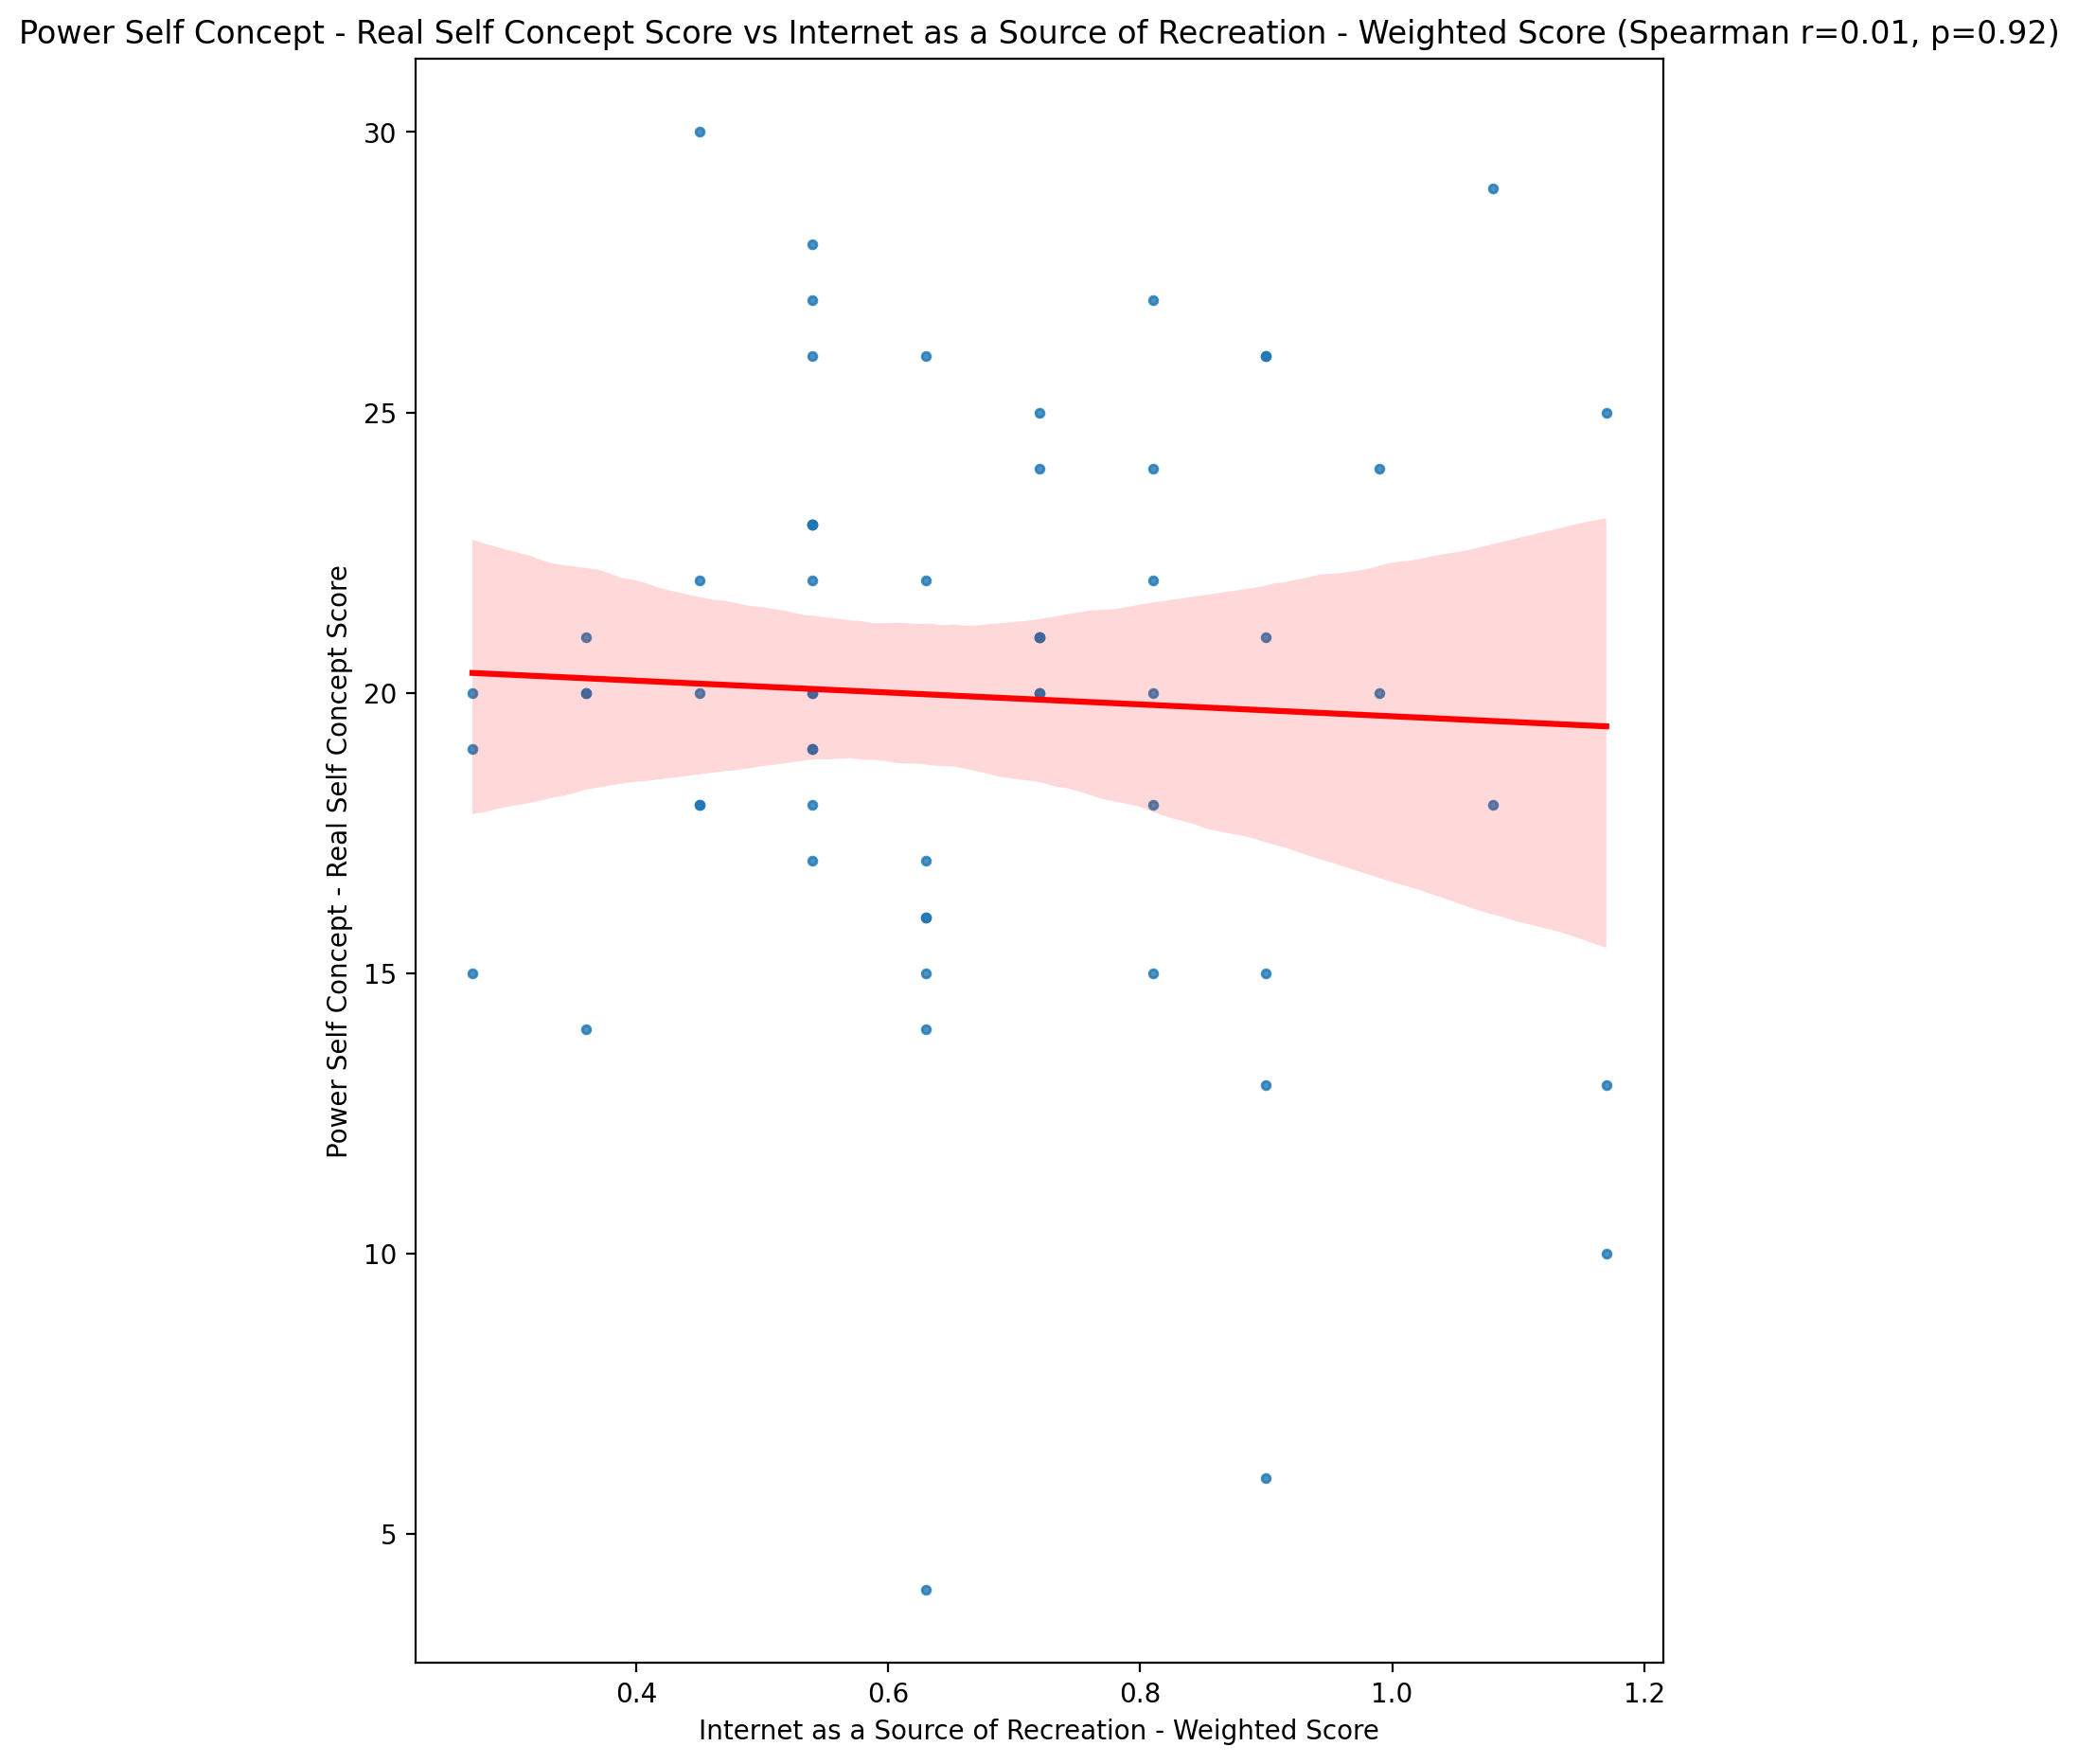 Power Self Concept - Real Self Concept Score vs Internet as a Source of Recreation - Weighted Score (Spearman r=0.01, p=0.92)
Power Self Concept - Real Self Concept Score
30
25
20
15
10
5
0.4 0.6 0.8 1.0 1.2
Internet as a Source of Recreation - Weighted Score